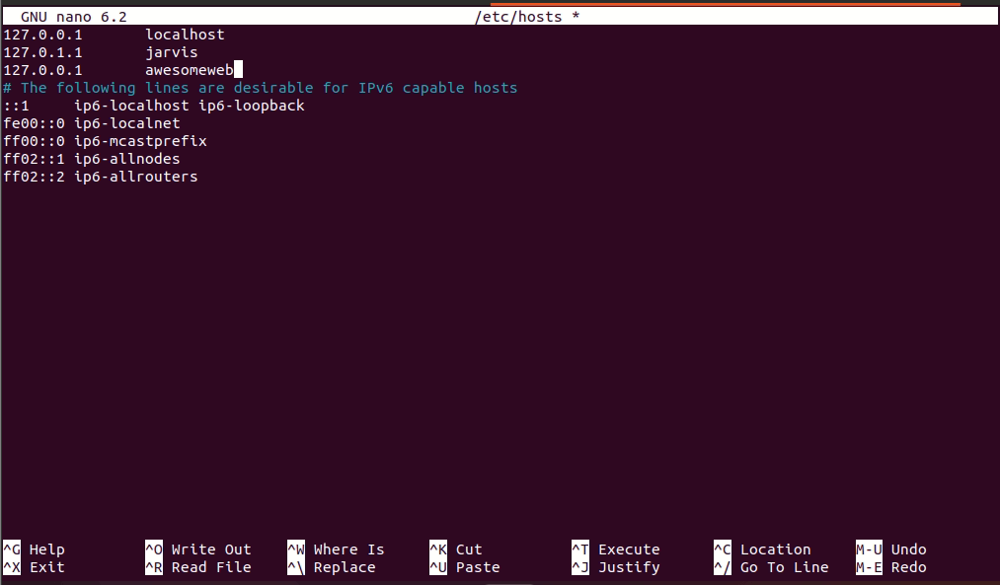 GNU nano 6.2 /etc/hosts *
127.0.0.1 localhost
127.0.1.1 jarvis
127.0.0.1 awesomeweb
# The following lines are desirable for IPv6 capable hosts
::1 ip6-localhost ip6-loopback
fe00::0 ip6-localnet
ff00::0 ip6-mcastprefix
ff02::1 ip6-allnodes
ff02::2 ip6-allrouters
^G Help ^O Write Out ^W Where Is ^K Cut ^T Execute ^C Location M-U Undo
^X Exit ^R Read File ^\ Replace ^U Paste ^J Justify ^/ Go To Line M-E Redo